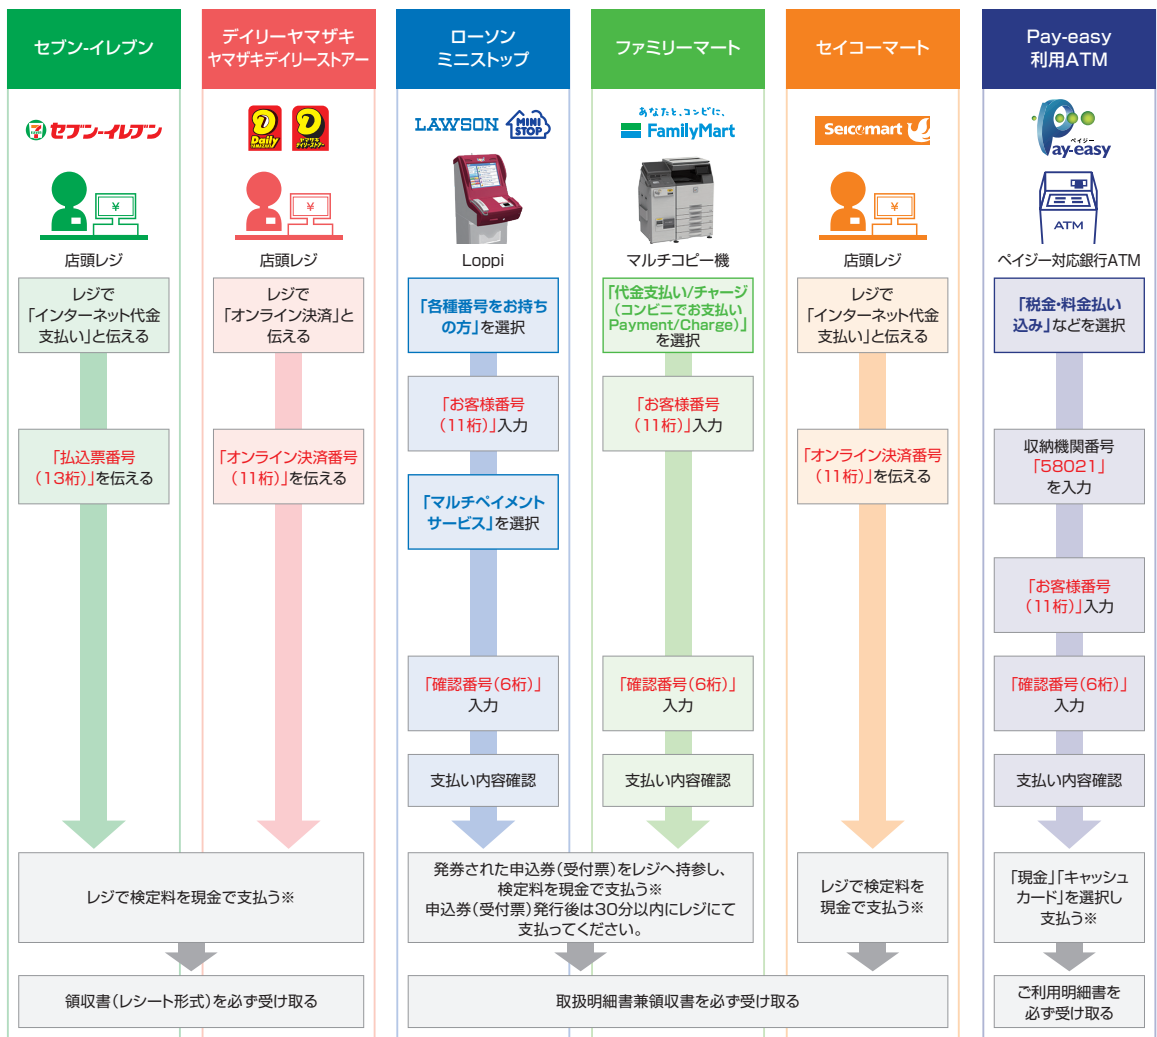 セブン-イレブン
セブン-イレブン
店頭レジ
レジで
「インターネット代金
支払い」と伝える
「払込票番号
(13桁)」を伝える
デイリーヤマザキ
ヤマザキデイリーストアー
Daily
YAMAZAKI
ヤマザキ
デイリーストアー
店頭レジ
レジで
「オンライン決済」と
伝える
「オンライン決済番号
(11桁)」を伝える
レジで検定料を現金で支払う※
領収書(レシート形式)を必ず受け取る
ローソン
ミニストップ
LAWSON
MINI
STOP
Loppi
「各種番号をお持ち
の方」を選択
「お客様番号
(11桁)」入力
「マルチペイメント
サービス」を選択
「確認番号(6桁)」
入力
支払い内容確認
ファミリーマート
あなたと、コンビに、
FamilyMart
マルチコピー機
「代金支払い/チャージ
(コンビニでお支払い
Payment/Charge)」
を選択
「お客様番号
(11桁)」入力
「確認番号(6桁)」
入力
支払い内容確認
発券された申込券(受付票)をレジへ持参し、
検定料を現金で支払う※
申込券(受付票)発行後は30分以内にレジにて
支払ってください。
セイコーマート
Seicomart
店頭レジ
レジで
「インターネット代金
支払い」と伝える
「オンライン決済番号
(11桁)」を伝える
レジで検定料を
現金で支払う※
取扱明細書兼領収書を必ず受け取る
Pay-easy
利用ATM
ペイジー
Pay-easy
ATM
ペイジー対応銀行ATM
「税金・料金払い
込み」などを選択
収納機関番号
「58021」
を入力
「お客様番号
(11桁)」入力
「確認番号(6桁)」
入力
支払い内容確認
「現金」「キャッシュ
カード」を選択し
支払う※
ご利用明細書を
必ず受け取る